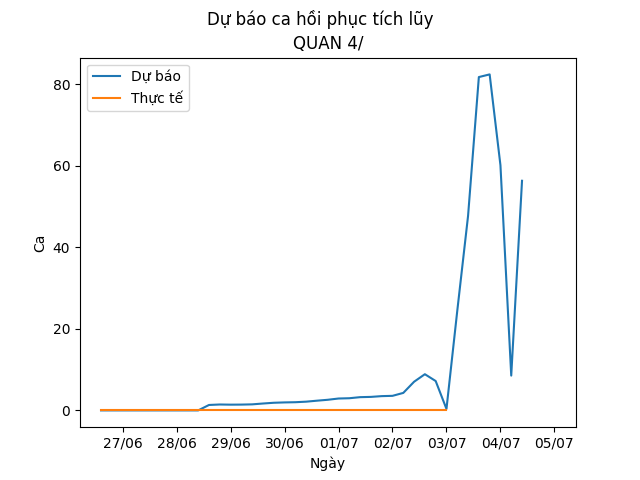 Dự báo ca hồi phục tích lũy
QUAN 4/
Dự báo
Thực tế
Ca
80
60
40
20
0
27/06 28/06 29/06 30/06 01/07 02/07 03/07 04/07 05/07
Ngày